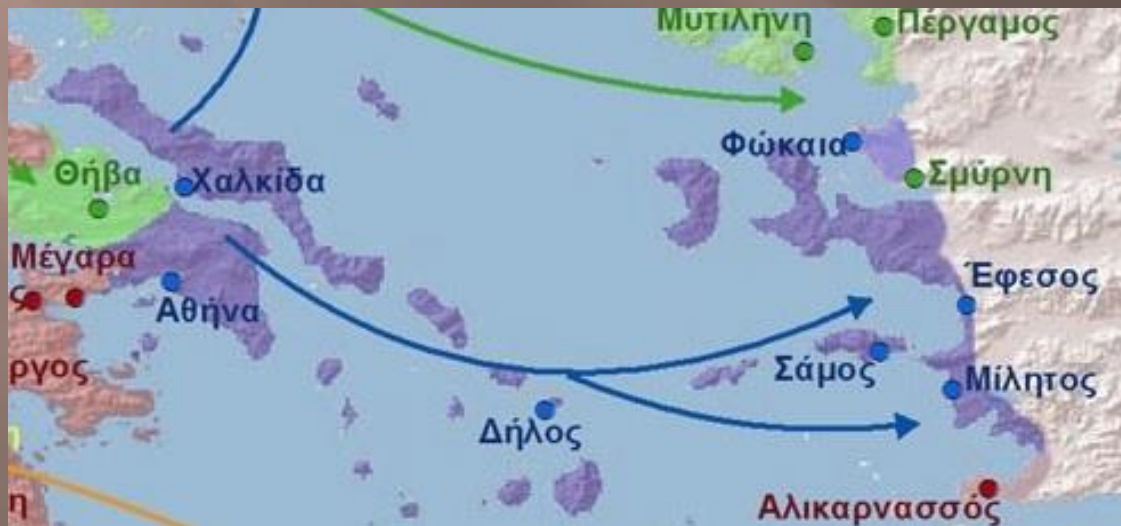 Μυτιλήνη
Πέργαμος
Φώκαια
Θήβα
Χαλκίδα
Σμύρνη
Μέγαρα
ς
Αθήνα
Έφεσος
ργος
Σάμος
Μίλητος
Δήλος
η
Αλικαρνασσός